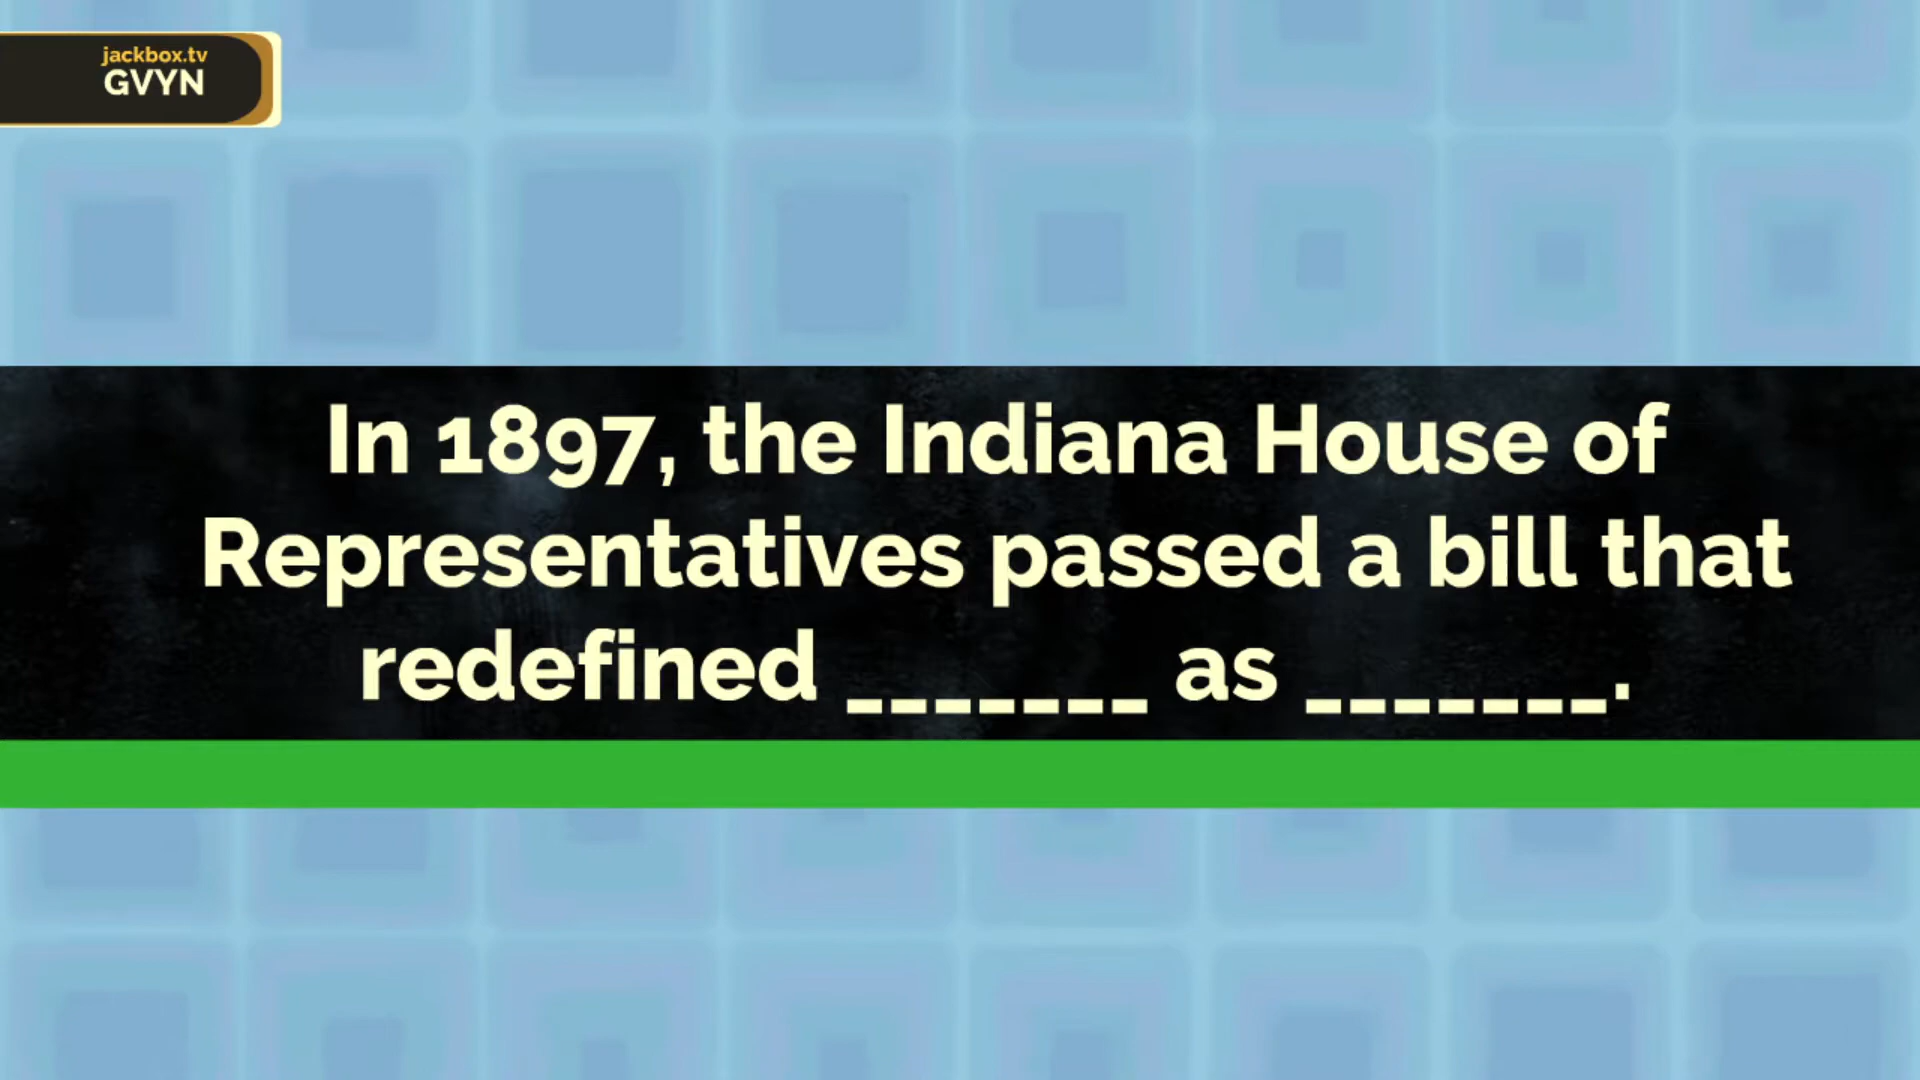 jackbox.tv
GVYN
In 1897, the Indiana House of
Representatives passed a bill that
redefined _______ as _______.